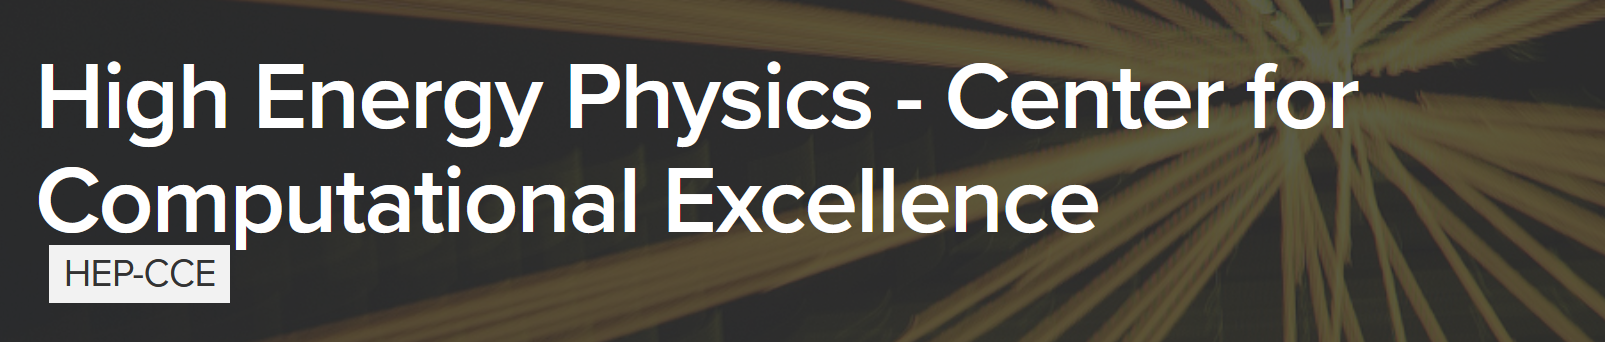 High Energy Physics - Center for
Computational Excellence
HEP-CCE